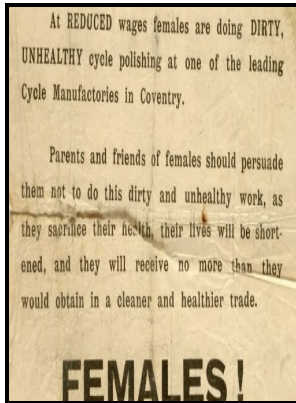 At REDUCED wages females are doing DIRTY,
UNHEALTHY cycle polishing at one of the leading
Cycle Manufactories in Coventry.
Parents and friends of females should persuade
them not to do this dirty and unhealthy work, as
they sacrifice their health, their lives will be short-
ened, and they will receive no more than they
would obtain in a cleaner and healthier trade.
FEMALES!